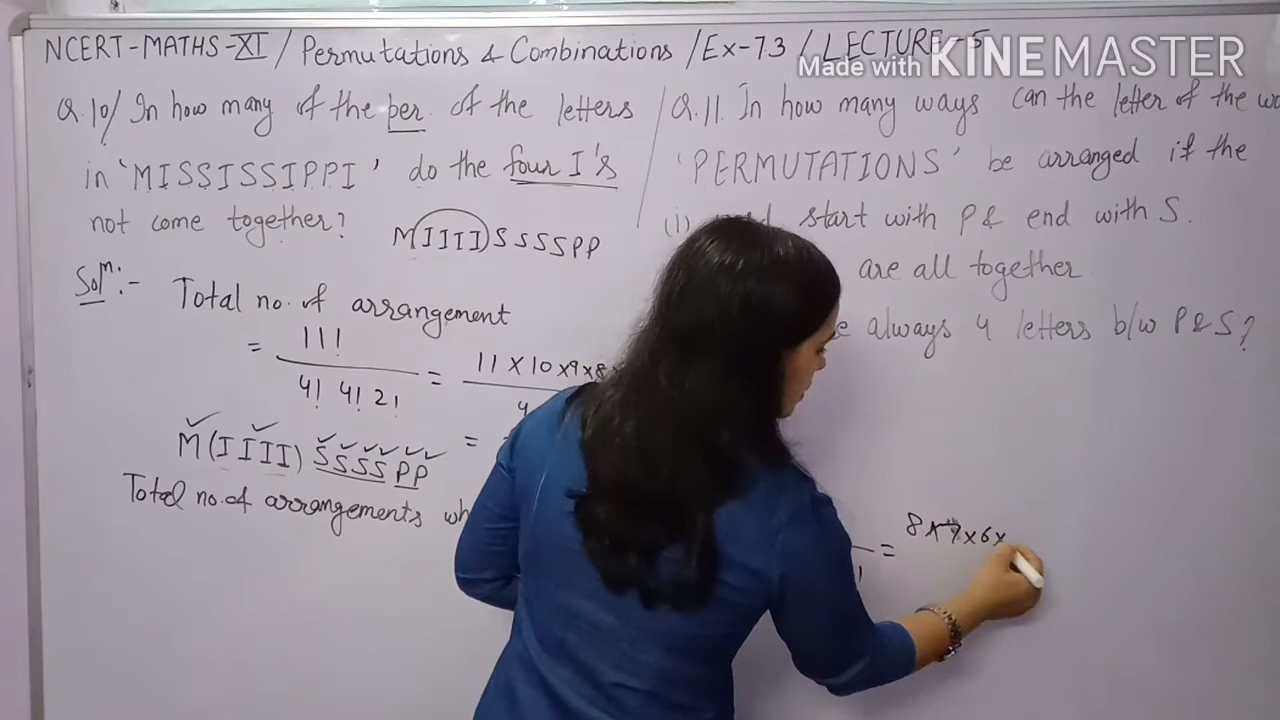 NCERT-MATHS-XI / Permutations & Combinations / Ex-7.3 / LECTURE-5
Made with KINEMASTER
Q.10/ In how many of the per. of the letters
in 'MISSISSIPPI' do the four I's
not come together?
MIIIISSSSPP
Solⁿ:- Total no. of arrangement
= 11! / 4! 4! 2! = 11 X 10 x 9 x 8 / 4
M(IIII) SSSS PP =
Total no. of arrangements wh
= 8 x 7 x 6 x
Q.11. In how many ways can the letter of the
'PERMUTATIONS' be arranged if the
(i) start with P & end with S.
are all together
always 4 letters b/w P & S?